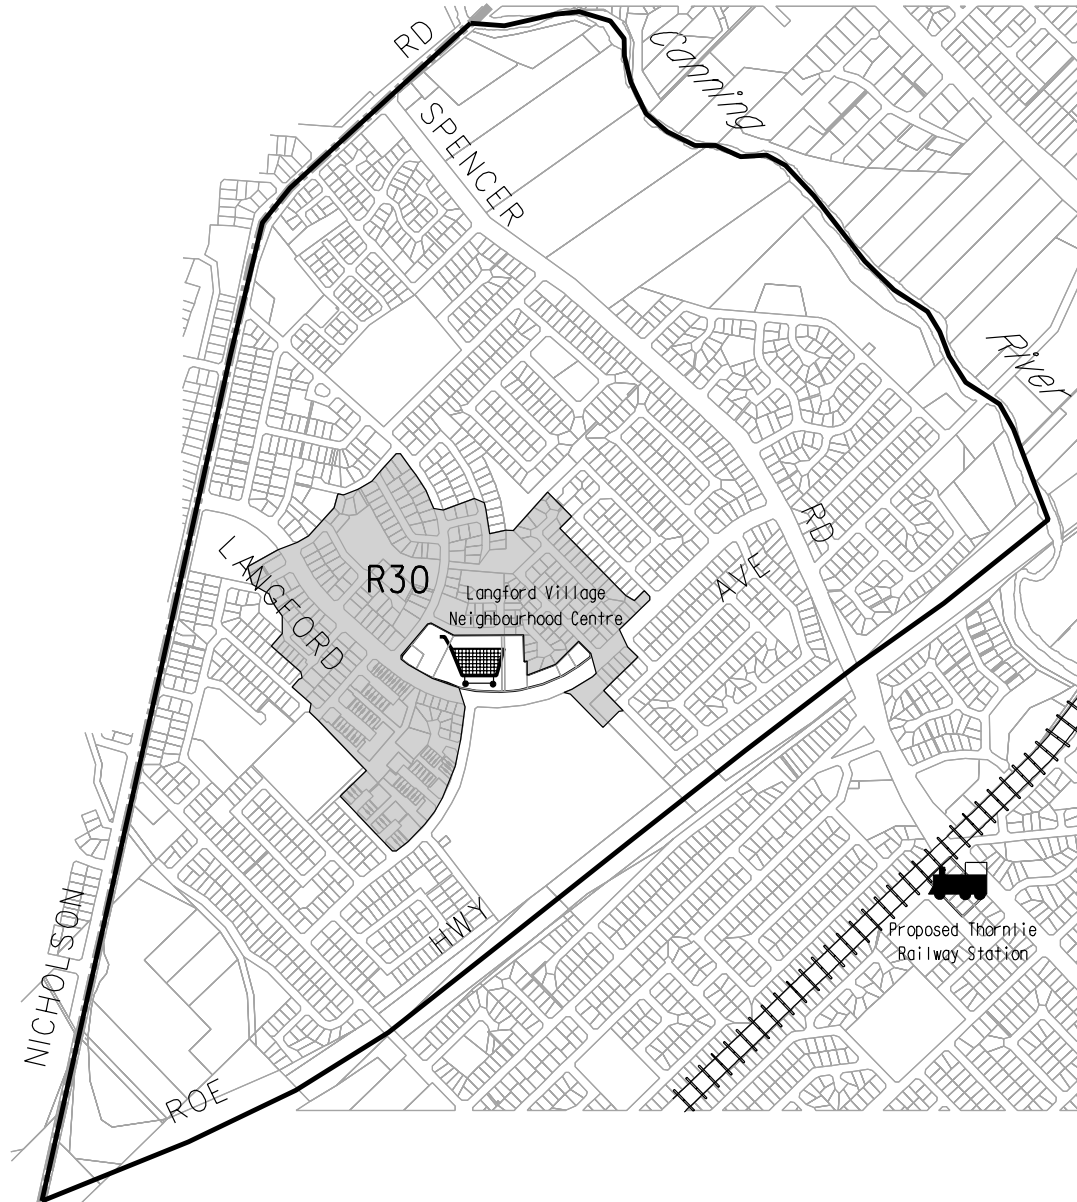 RD
Canning
SPENCER
River
RD
LANGFORD
R30
AVE
Langford Village
Neighbourhood Centre
NICHOLSON
HWY
Proposed Thornlie
Railway Station
ROE